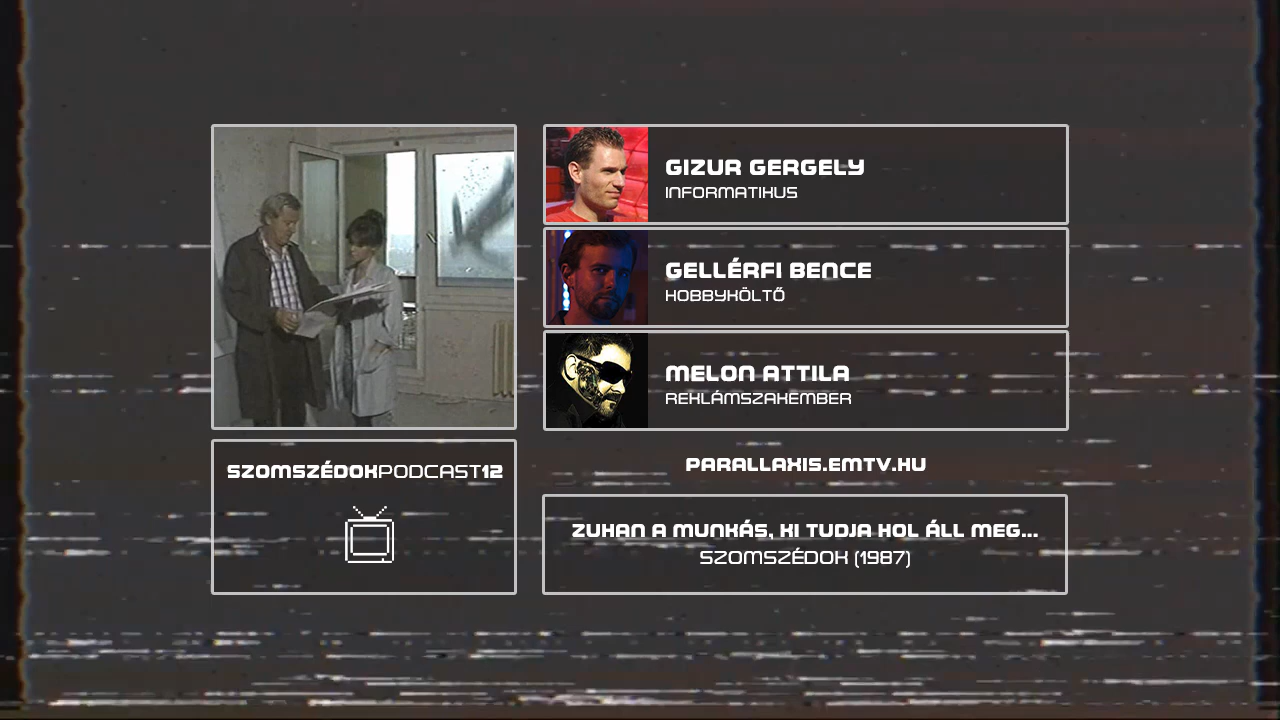 GIZUR GERGELY
INFORMATIKUS
GELLÉRFI BENCE
HOBBYKÖLTŐ
MELON ATTILA
REKLÁMSZAKEMBER
SZOMSZÉDOKPODCAST12
PARALLAXIS.EMTV.HU
ZUHAN A MUNKÁS, KI TUDJA HOL ÁLL MEG...
SZOMSZÉDOK (1987)